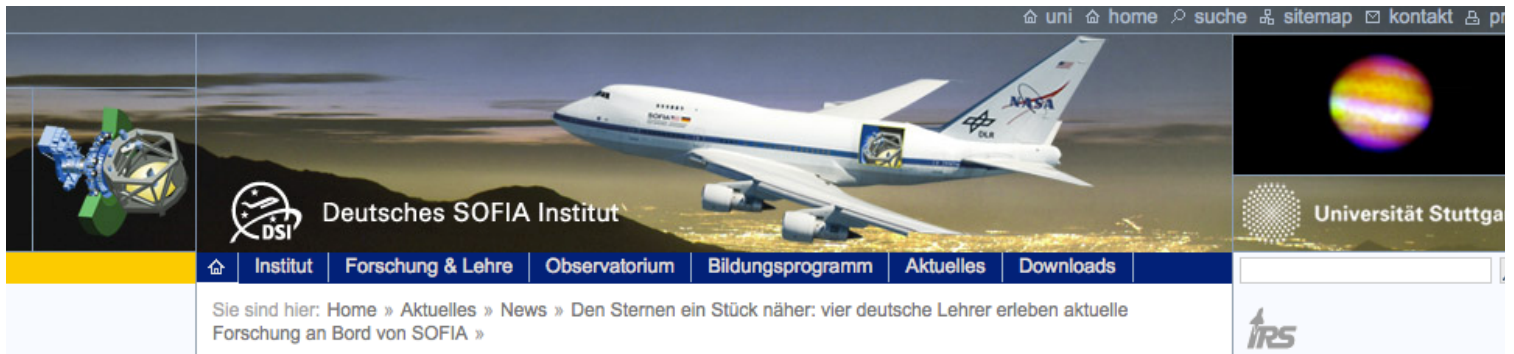 uni home suche sitemap kontakt
SOFIA
NASA
DLR
DSI
Deutsches SOFIA Institut
Universität Stuttga
Institut Forschung & Lehre Observatorium Bildungsprogramm Aktuelles Downloads
Sie sind hier: Home » Aktuelles » News » Den Sternen ein Stück näher: vier deutsche Lehrer erleben aktuelle
Forschung an Bord von SOFIA »
IRS